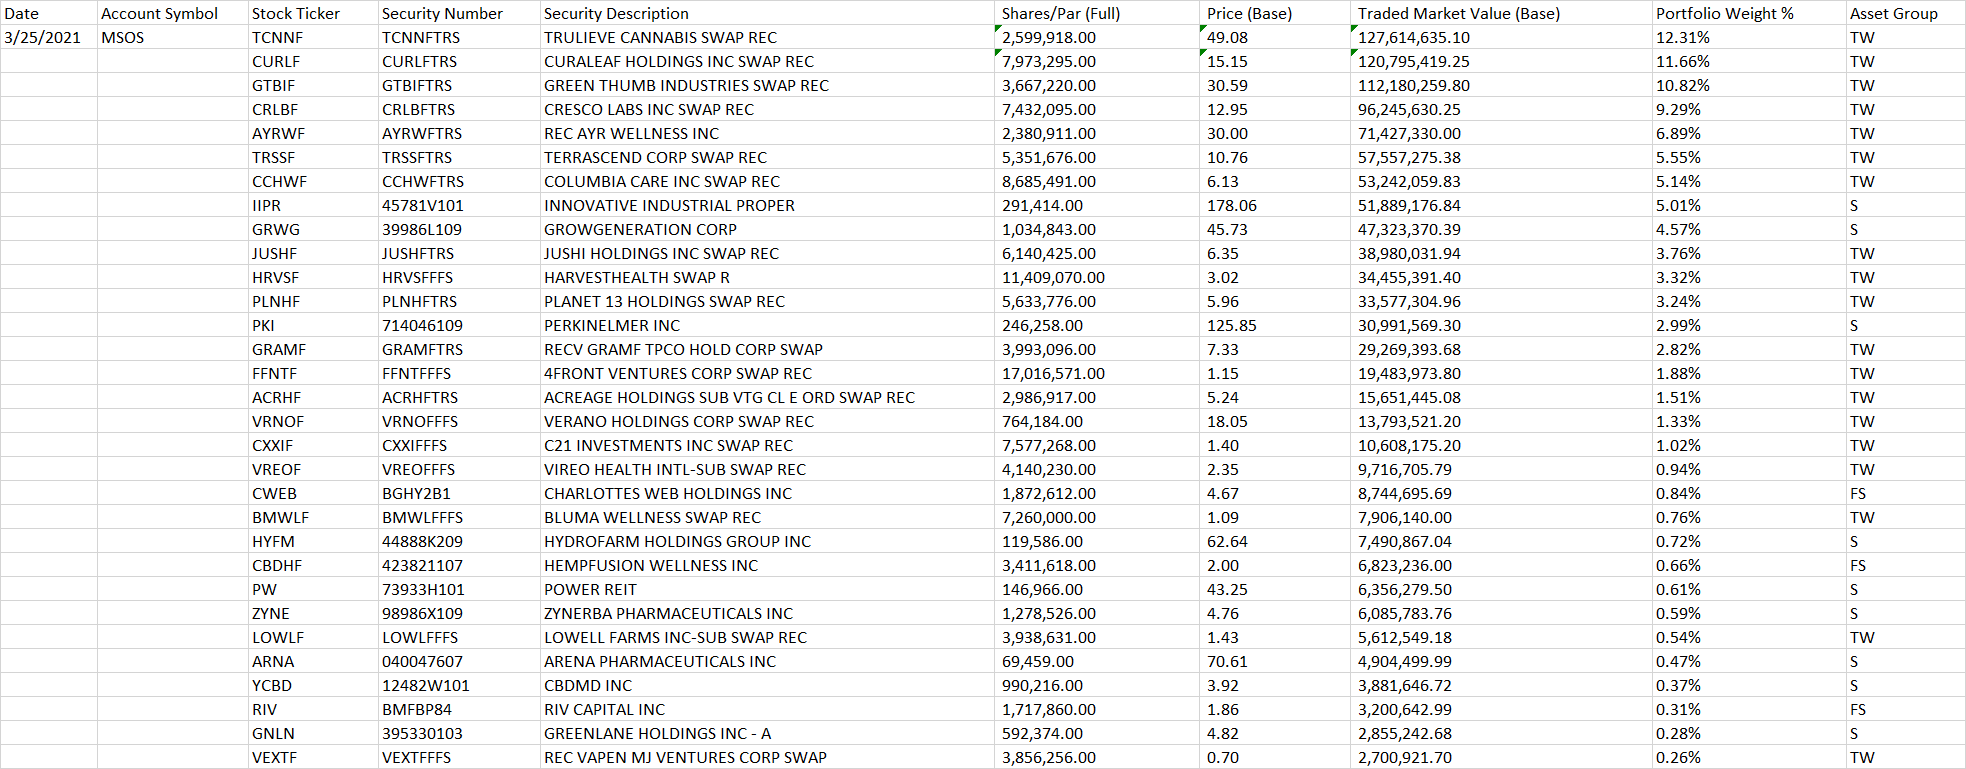 Date Account Symbol Stock Ticker Security Number Security Description Shares/Par (Full) Price (Base) Traded Market Value (Base) Portfolio Weight % Asset Group
3/25/2021 MSOS TCNNF TCNNFTRS TRULIEVE CANNABIS SWAP REC 2,599,918.00 49.08 127,614,635.10 12.31% TW
CURLF CURLFTRS CURALEAF HOLDINGS INC SWAP REC 7,973,295.00 15.15 120,795,419.25 11.66% TW
GTBIF GTBIFTRS GREEN THUMB INDUSTRIES SWAP REC 3,667,220.00 30.59 112,180,259.80 10.82% TW
CRLBF CRLBFTRS CRESCO LABS INC SWAP REC 7,432,095.00 12.95 96,245,630.25 9.29% TW
AYRWF AYRWFTRS REC AYR WELLNESS INC 2,380,911.00 30.00 71,427,330.00 6.89% TW
TRSSF TRSSFTRS TERRASCEND CORP SWAP REC 5,351,676.00 10.76 57,557,275.38 5.55% TW
CCHWF CCHWFTRS COLUMBIA CARE INC SWAP REC 8,685,491.00 6.13 53,242,059.83 5.14% TW
IIPR 45781V101 INNOVATIVE INDUSTRIAL PROPER 291,414.00 178.06 51,889,176.84 5.01% S
GRWG 39986L109 GROWGENERATION CORP 1,034,843.00 45.73 47,323,370.39 4.57% S
JUSHF JUSHFTRS JUSHI HOLDINGS INC SWAP REC 6,140,425.00 6.35 38,980,031.94 3.76% TW
HRVSF HRVSFFFS HARVESTHEALTH SWAP R 11,409,070.00 3.02 34,455,391.40 3.32% TW
PLNHF PLNHFTRS PLANET 13 HOLDINGS SWAP REC 5,633,776.00 5.96 33,577,304.96 3.24% TW
PKI 714046109 PERKINELMER INC 246,258.00 125.85 30,991,569.30 2.99% S
GRAMF GRAMFTRS RECV GRAMF TPCO HOLD CORP SWAP 3,993,096.00 7.33 29,269,393.68 2.82% TW
FFNTF FFNTFFFS 4FRONT VENTURES CORP SWAP REC 17,016,571.00 1.15 19,483,973.80 1.88% TW
ACRHF ACRHFTRS ACREAGE HOLDINGS SUB VTG CL E ORD SWAP REC 2,986,917.00 5.24 15,651,445.08 1.51% TW
VRNOF VRNOFFFS VERANO HOLDINGS CORP SWAP REC 764,184.00 18.05 13,793,521.20 1.33% TW
CXXIF CXXIFFFS C21 INVESTMENTS INC SWAP REC 7,577,268.00 1.40 10,608,175.20 1.02% TW
VREOF VREOFFFS VIREO HEALTH INTL-SUB SWAP REC 4,140,230.00 2.35 9,716,705.79 0.94% TW
CWEB BGHY2B1 CHARLOTTES WEB HOLDINGS INC 1,872,612.00 4.67 8,744,695.69 0.84% FS
BMWLF BMWLFFFS BLUMA WELLNESS SWAP REC 7,260,000.00 1.09 7,906,140.00 0.76% TW
HYFM 44888K209 HYDROFARM HOLDINGS GROUP INC 119,586.00 62.64 7,490,867.04 0.72% S
CBDHF 423821107 HEMPFUSION WELLNESS INC 3,411,618.00 2.00 6,823,236.00 0.66% FS
PW 73933H101 POWER REIT 146,966.00 43.25 6,356,279.50 0.61% S
ZYNE 98986X109 ZYNERBA PHARMACEUTICALS INC 1,278,526.00 4.76 6,085,783.76 0.59% S
LOWLF LOWLFFFS LOWELL FARMS INC-SUB SWAP REC 3,938,631.00 1.43 5,612,549.18 0.54% TW
ARNA 040047607 ARENA PHARMACEUTICALS INC 69,459.00 70.61 4,904,499.99 0.47% S
YCBD 12482W101 CBDMD INC 990,216.00 3.92 3,881,646.72 0.37% S
RIV BMFBP84 RIV CAPITAL INC 1,717,860.00 1.86 3,200,642.99 0.31% FS
GNLN 395330103 GREENLANE HOLDINGS INC - A 592,374.00 4.82 2,855,242.68 0.28% S
VEXTF VEXTFFFS REC VAPEN MJ VENTURES CORP SWAP 3,856,256.00 0.70 2,700,921.70 0.26% TW